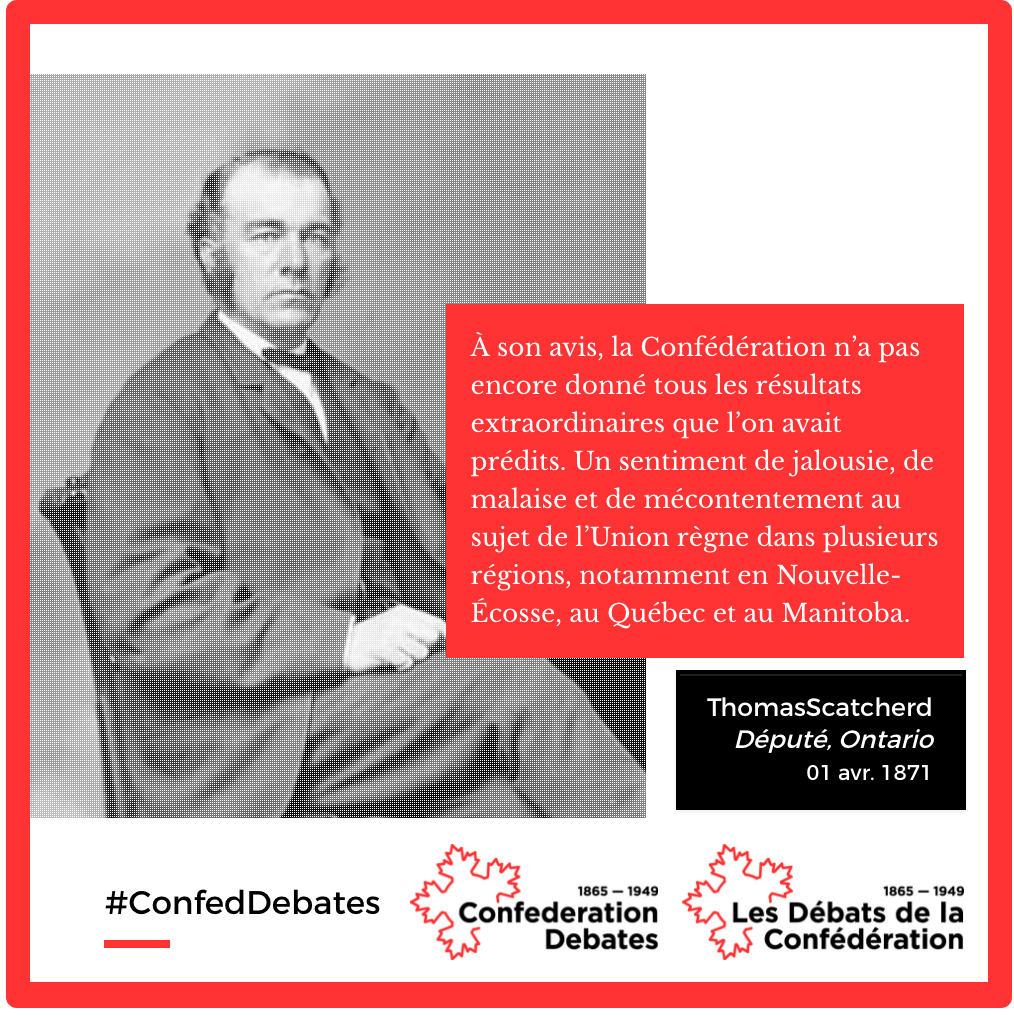 À son avis, la Confédération n’a pas
encore donné tous les résultats
extraordinaires que l’on avait
prédits. Un sentiment de jalousie, de
malaise et de mécontentement au
sujet de l’Union règne dans plusieurs
régions, notamment en Nouvelle-
Écosse, au Québec et au Manitoba.
ThomasScatcherd
Député, Ontario
01 avr. 1871
#ConfedDebates
1865 — 1949
Confederation
Debates
1865 — 1949
Les Débats de la
Confédération